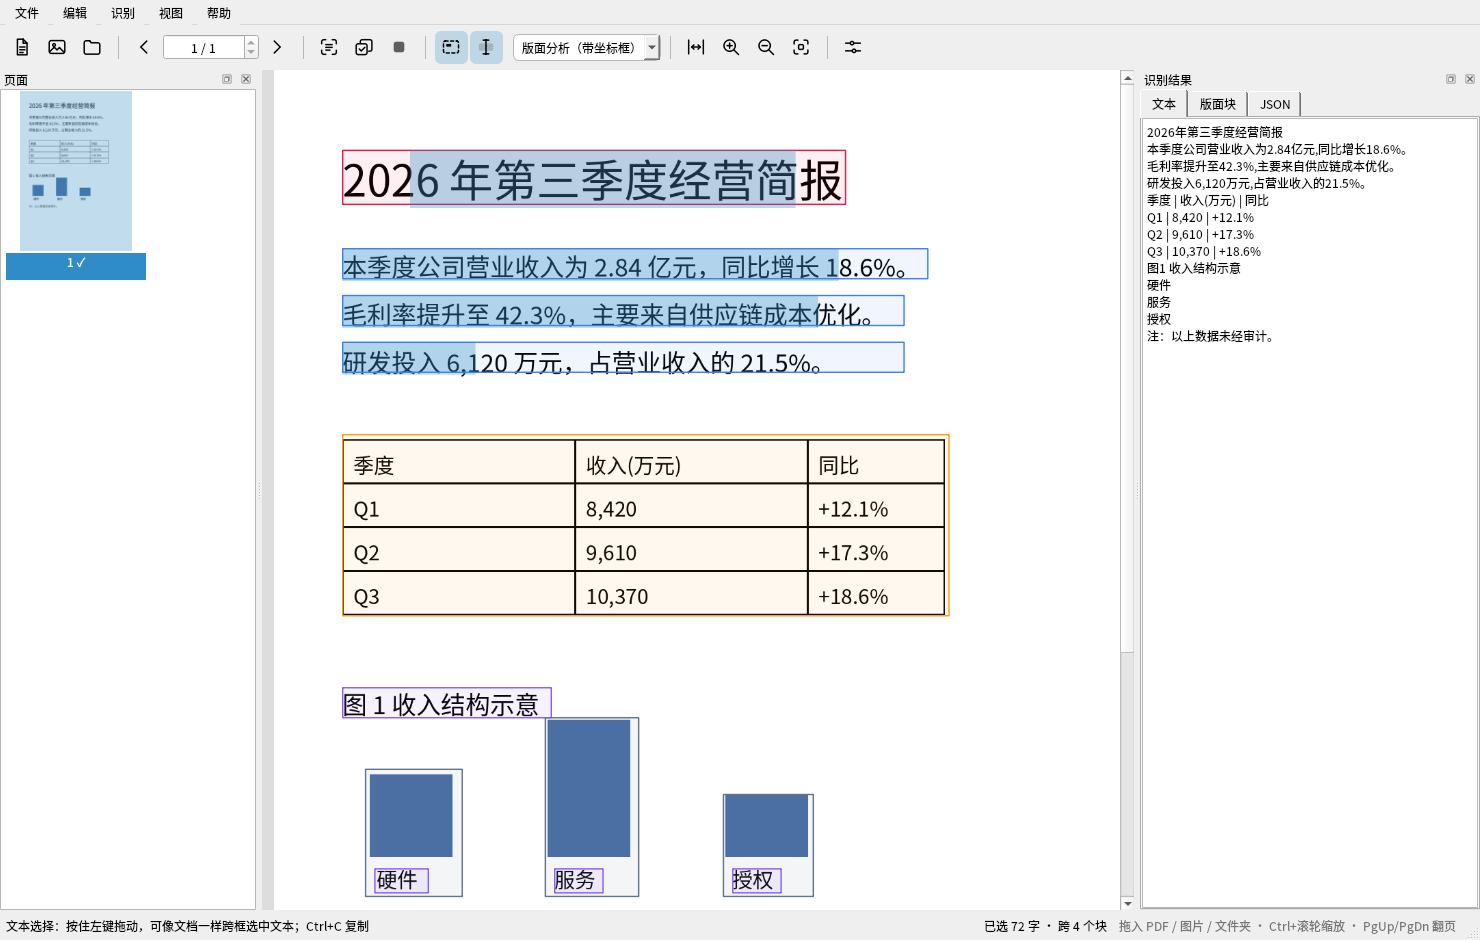 文件 编辑 识别 视图 帮助
1 / 1 版面分析（带坐标框）
页面
2026 年第三季度经营简报
1 ✓
2026 年第三季度经营简报
本季度公司营业收入为 2.84 亿元，同比增长 18.6%。
毛利率提升至 42.3%，主要来自供应链成本优化。
研发投入 6,120 万元，占营业收入的 21.5%。
季度 收入(万元) 同比
Q1 8,420 +12.1%
Q2 9,610 +17.3%
Q3 10,370 +18.6%
图 1 收入结构示意
硬件 服务 授权
识别结果
文本 版面块 JSON
2026年第三季度经营简报
本季度公司营业收入为2.84亿元,同比增长18.6%。
毛利率提升至42.3%,主要来自供应链成本优化。
研发投入6,120万元,占营业收入的21.5%。
季度 | 收入(万元) | 同比
Q1 | 8,420 | +12.1%
Q2 | 9,610 | +17.3%
Q3 | 10,370 | +18.6%
图1 收入结构示意
硬件
服务
授权
注：以上数据未经审计。
文本选择：按住左键拖动，可像文档一样跨框选中文本；Ctrl+C 复制
已选 72 字 · 跨 4 个块 拖入 PDF / 图片 / 文件夹 · Ctrl+滚轮缩放 · PgUp/PgDn 翻页